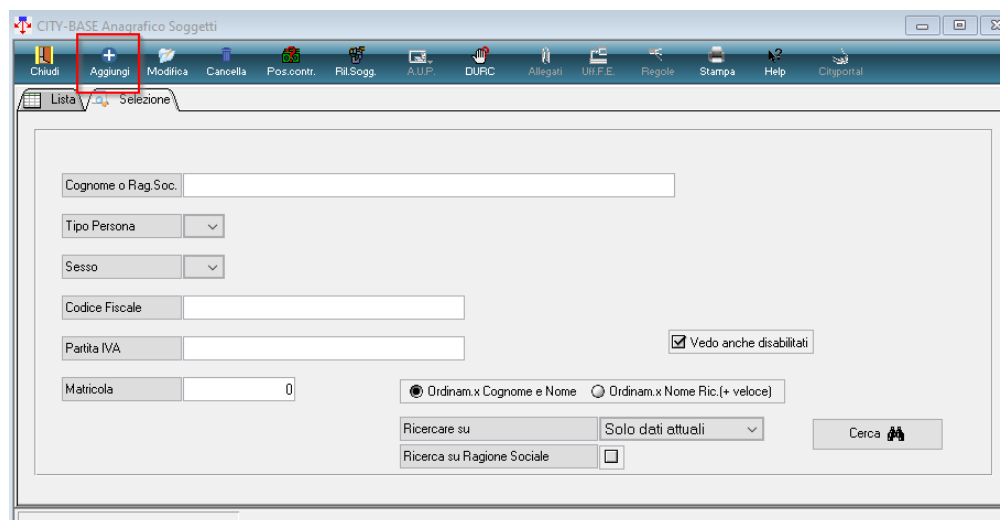 CITY-BASE Anagrafico Soggetti
Chiudi Aggiungi Modifica Cancella Pos.contr. Ril.Sogg. A.U.P. DURC Allegati Uff.F.E. Regole Stampa Help Cityportal
Lista Selezione
Cognome o Rag.Soc.
Tipo Persona
Sesso
Codice Fiscale
Partita IVA
Vedo anche disabilitati
Matricola 0
Ordinam.x Cognome e Nome Ordinam.x Nome Ric.(+ veloce)
Ricercare su Solo dati attuali
Cerca
Ricerca su Ragione Sociale